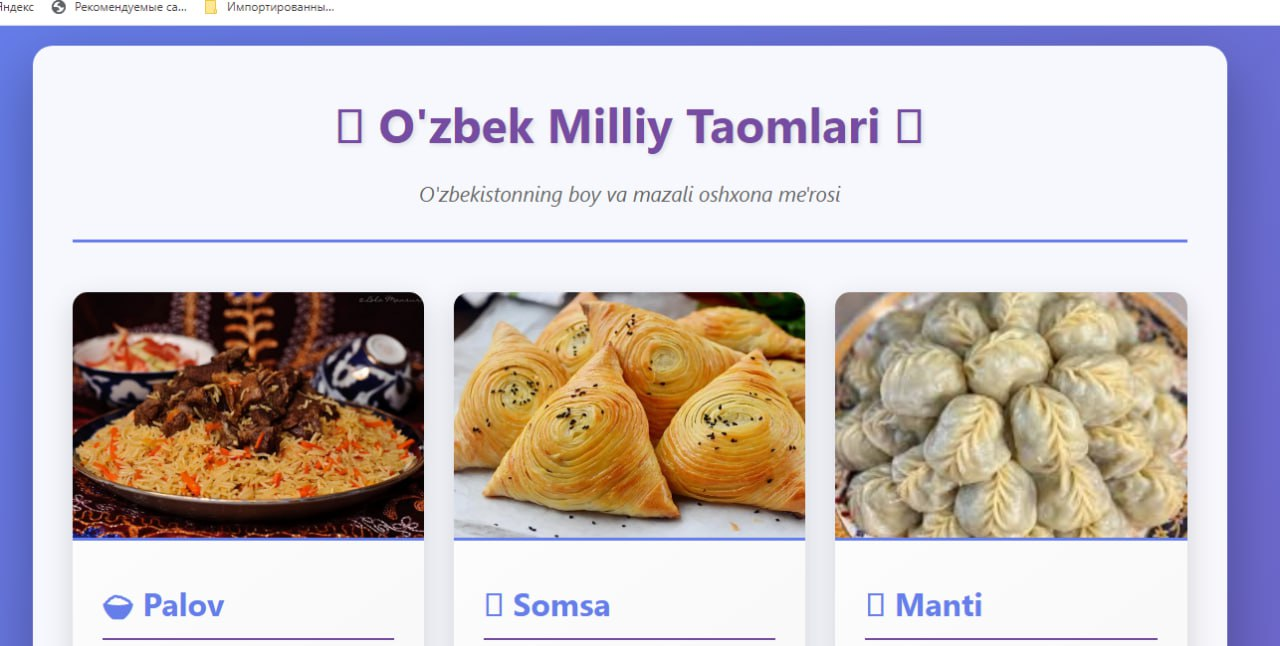 Яндекс Рекомендуемые са... Импортированны...
O'zbek Milliy Taomlari
O'zbekistonning boy va mazali oshxona me'rosi
Palov
Somsa
Manti